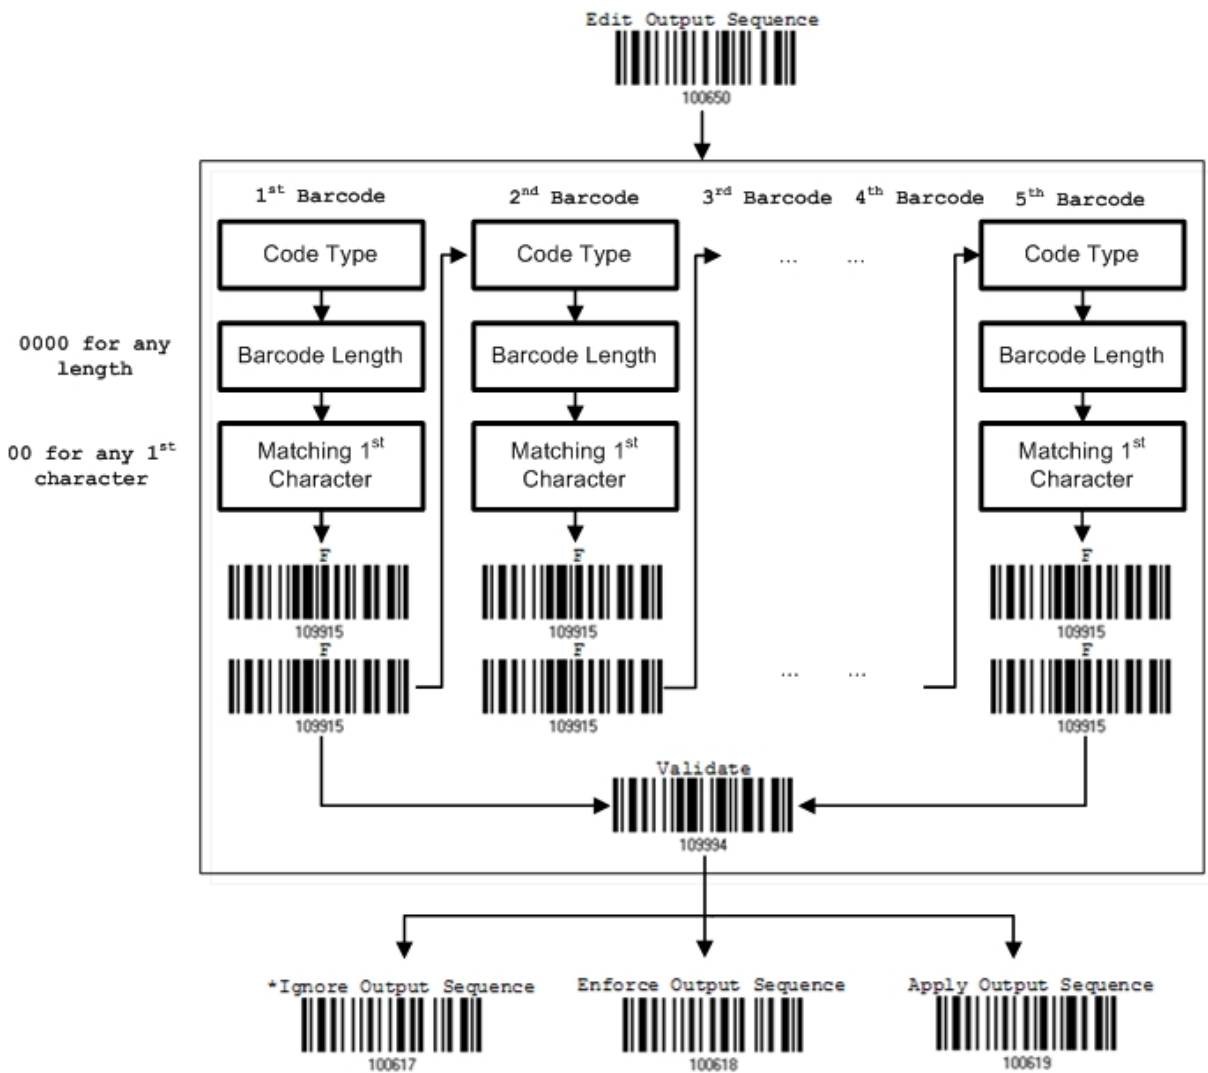 Edit Output Sequence
100650
1st Barcode
2nd Barcode
3rd Barcode
4th Barcode
5th Barcode
Code Type
Code Type
... ...
Code Type
0000 for any
length
Barcode Length
Barcode Length
Barcode Length
00 for any 1st
character
Matching 1st
Character
Matching 1st
Character
Matching 1st
Character
F
F
F
109915
109915
109915
F
F
F
... ...
109915
109915
109915
Validate
109994
*Ignore Output Sequence
Enforce Output Sequence
Apply Output Sequence
100617
100618
100619